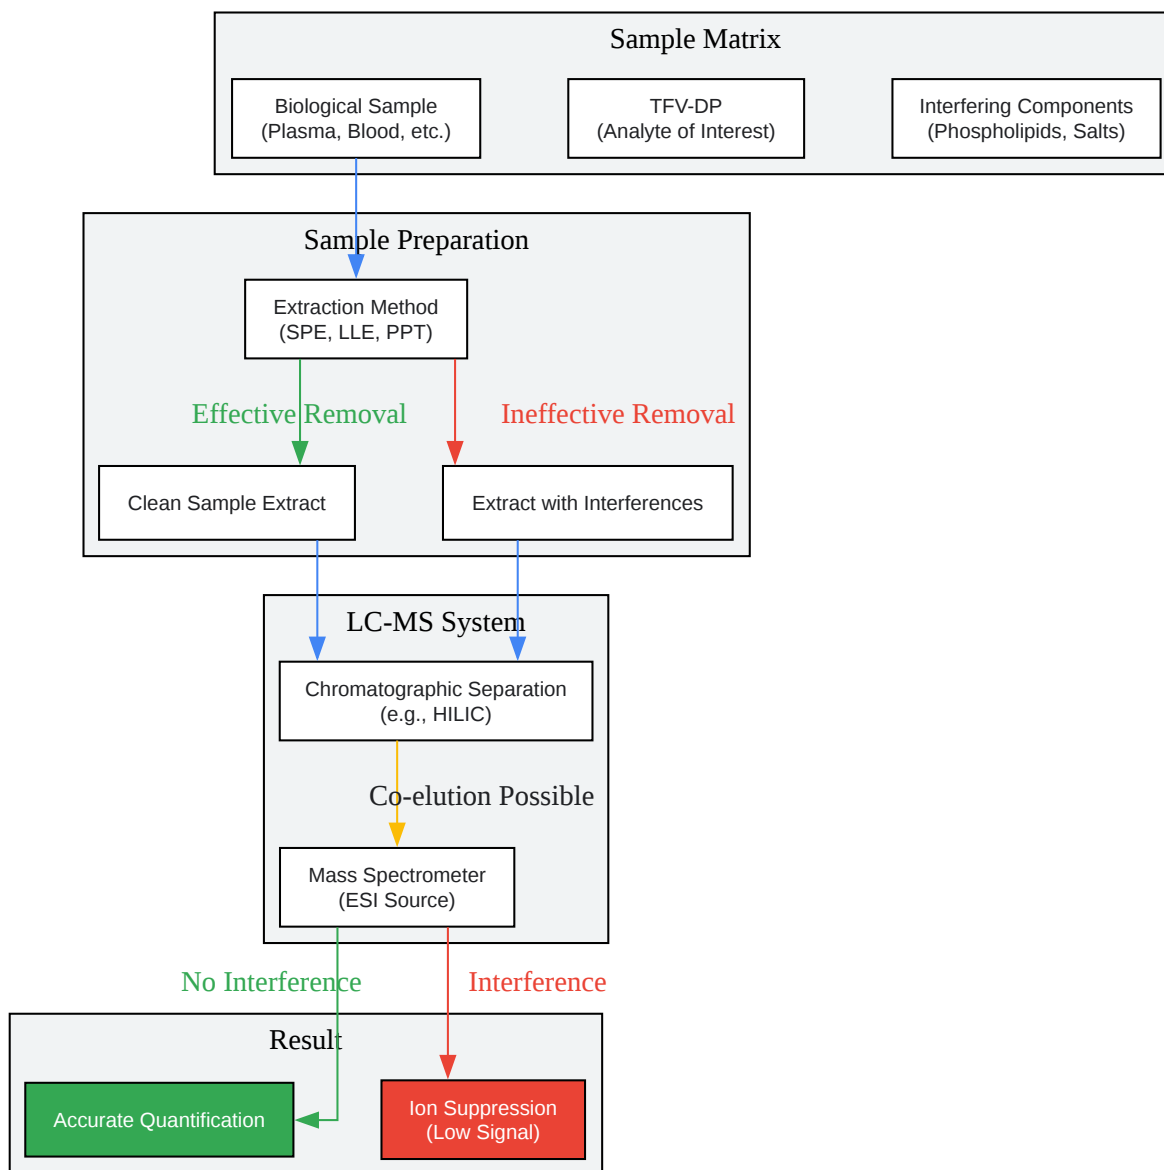 Sample Matrix
Biological Sample
(Plasma, Blood, etc.)
TFV-DP
(Analyte of Interest)
Interfering Components
(Phospholipids, Salts)
Sample Preparation
Extraction Method
(SPE, LLE, PPT)
Effective Removal
Ineffective Removal
Clean Sample Extract
Extract with Interferences
LC-MS System
Chromatographic Separation
(e.g., HILIC)
Co-elution Possible
Mass Spectrometer
(ESI Source)
No Interference
Interference
Result
Accurate Quantification
Ion Suppression
(Low Signal)